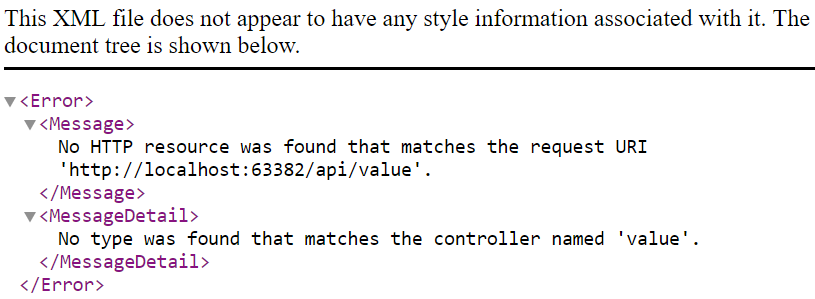 This XML file does not appear to have any style information associated with it. The
document tree is shown below.
▼<Error>
▼<Message>
No HTTP resource was found that matches the request URI
'http://localhost:63382/api/value'.
</Message>
▼<MessageDetail>
No type was found that matches the controller named 'value'.
</MessageDetail>
</Error>